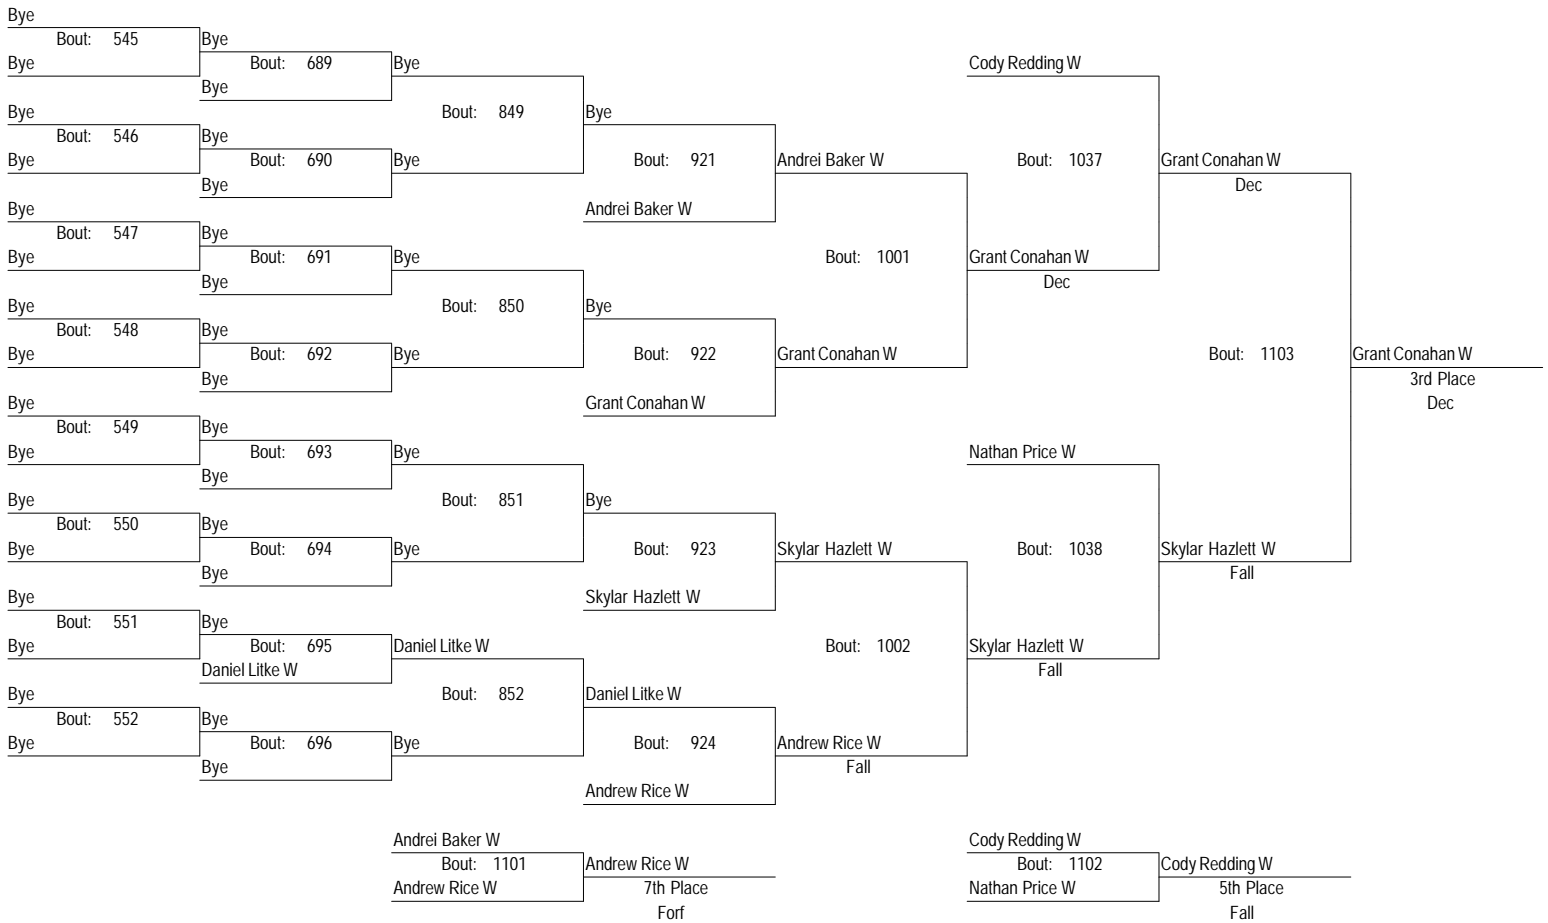 Bye
Bout: 545
Bye
Bye
Bout: 546
Bye
Bye
Bout: 547
Bye
Bye
Bout: 548
Bye
Bye
Bout: 549
Bye
Bye
Bout: 550
Bye
Bye
Bout: 551
Bye
Bye
Bout: 552
Bye
Bye
Bout: 689
Bye
Bye
Bout: 690
Bye
Bye
Bout: 691
Bye
Bye
Bout: 692
Bye
Bye
Bout: 693
Bye
Bye
Bout: 694
Bye
Bye
Bout: 695
Daniel Litke W
Bye
Bout: 696
Bye
Bye
Bout: 849
Bye
Bye
Bout: 850
Bye
Bye
Bout: 851
Bye
Daniel Litke W
Bout: 852
Bye
Bye
Bout: 921
Andrei Baker W
Bye
Bout: 922
Grant Conahan W
Bye
Bout: 923
Skylar Hazlett W
Daniel Litke W
Bout: 924
Andrew Rice W
Andrei Baker W
Bout: 1001
Grant Conahan W
Skylar Hazlett W
Bout: 1002
Andrew Rice W
Fall
Cody Redding W
Bout: 1037
Grant Conahan W
Dec
Nathan Price W
Bout: 1038
Skylar Hazlett W
Fall
Grant Conahan W
Dec
Bout: 1103
Skylar Hazlett W
Fall
Grant Conahan W
3rd Place
Dec
Andrei Baker W
Bout: 1101
Andrew Rice W
Andrew Rice W
7th Place
Forf
Cody Redding W
Bout: 1102
Nathan Price W
Cody Redding W
5th Place
Fall